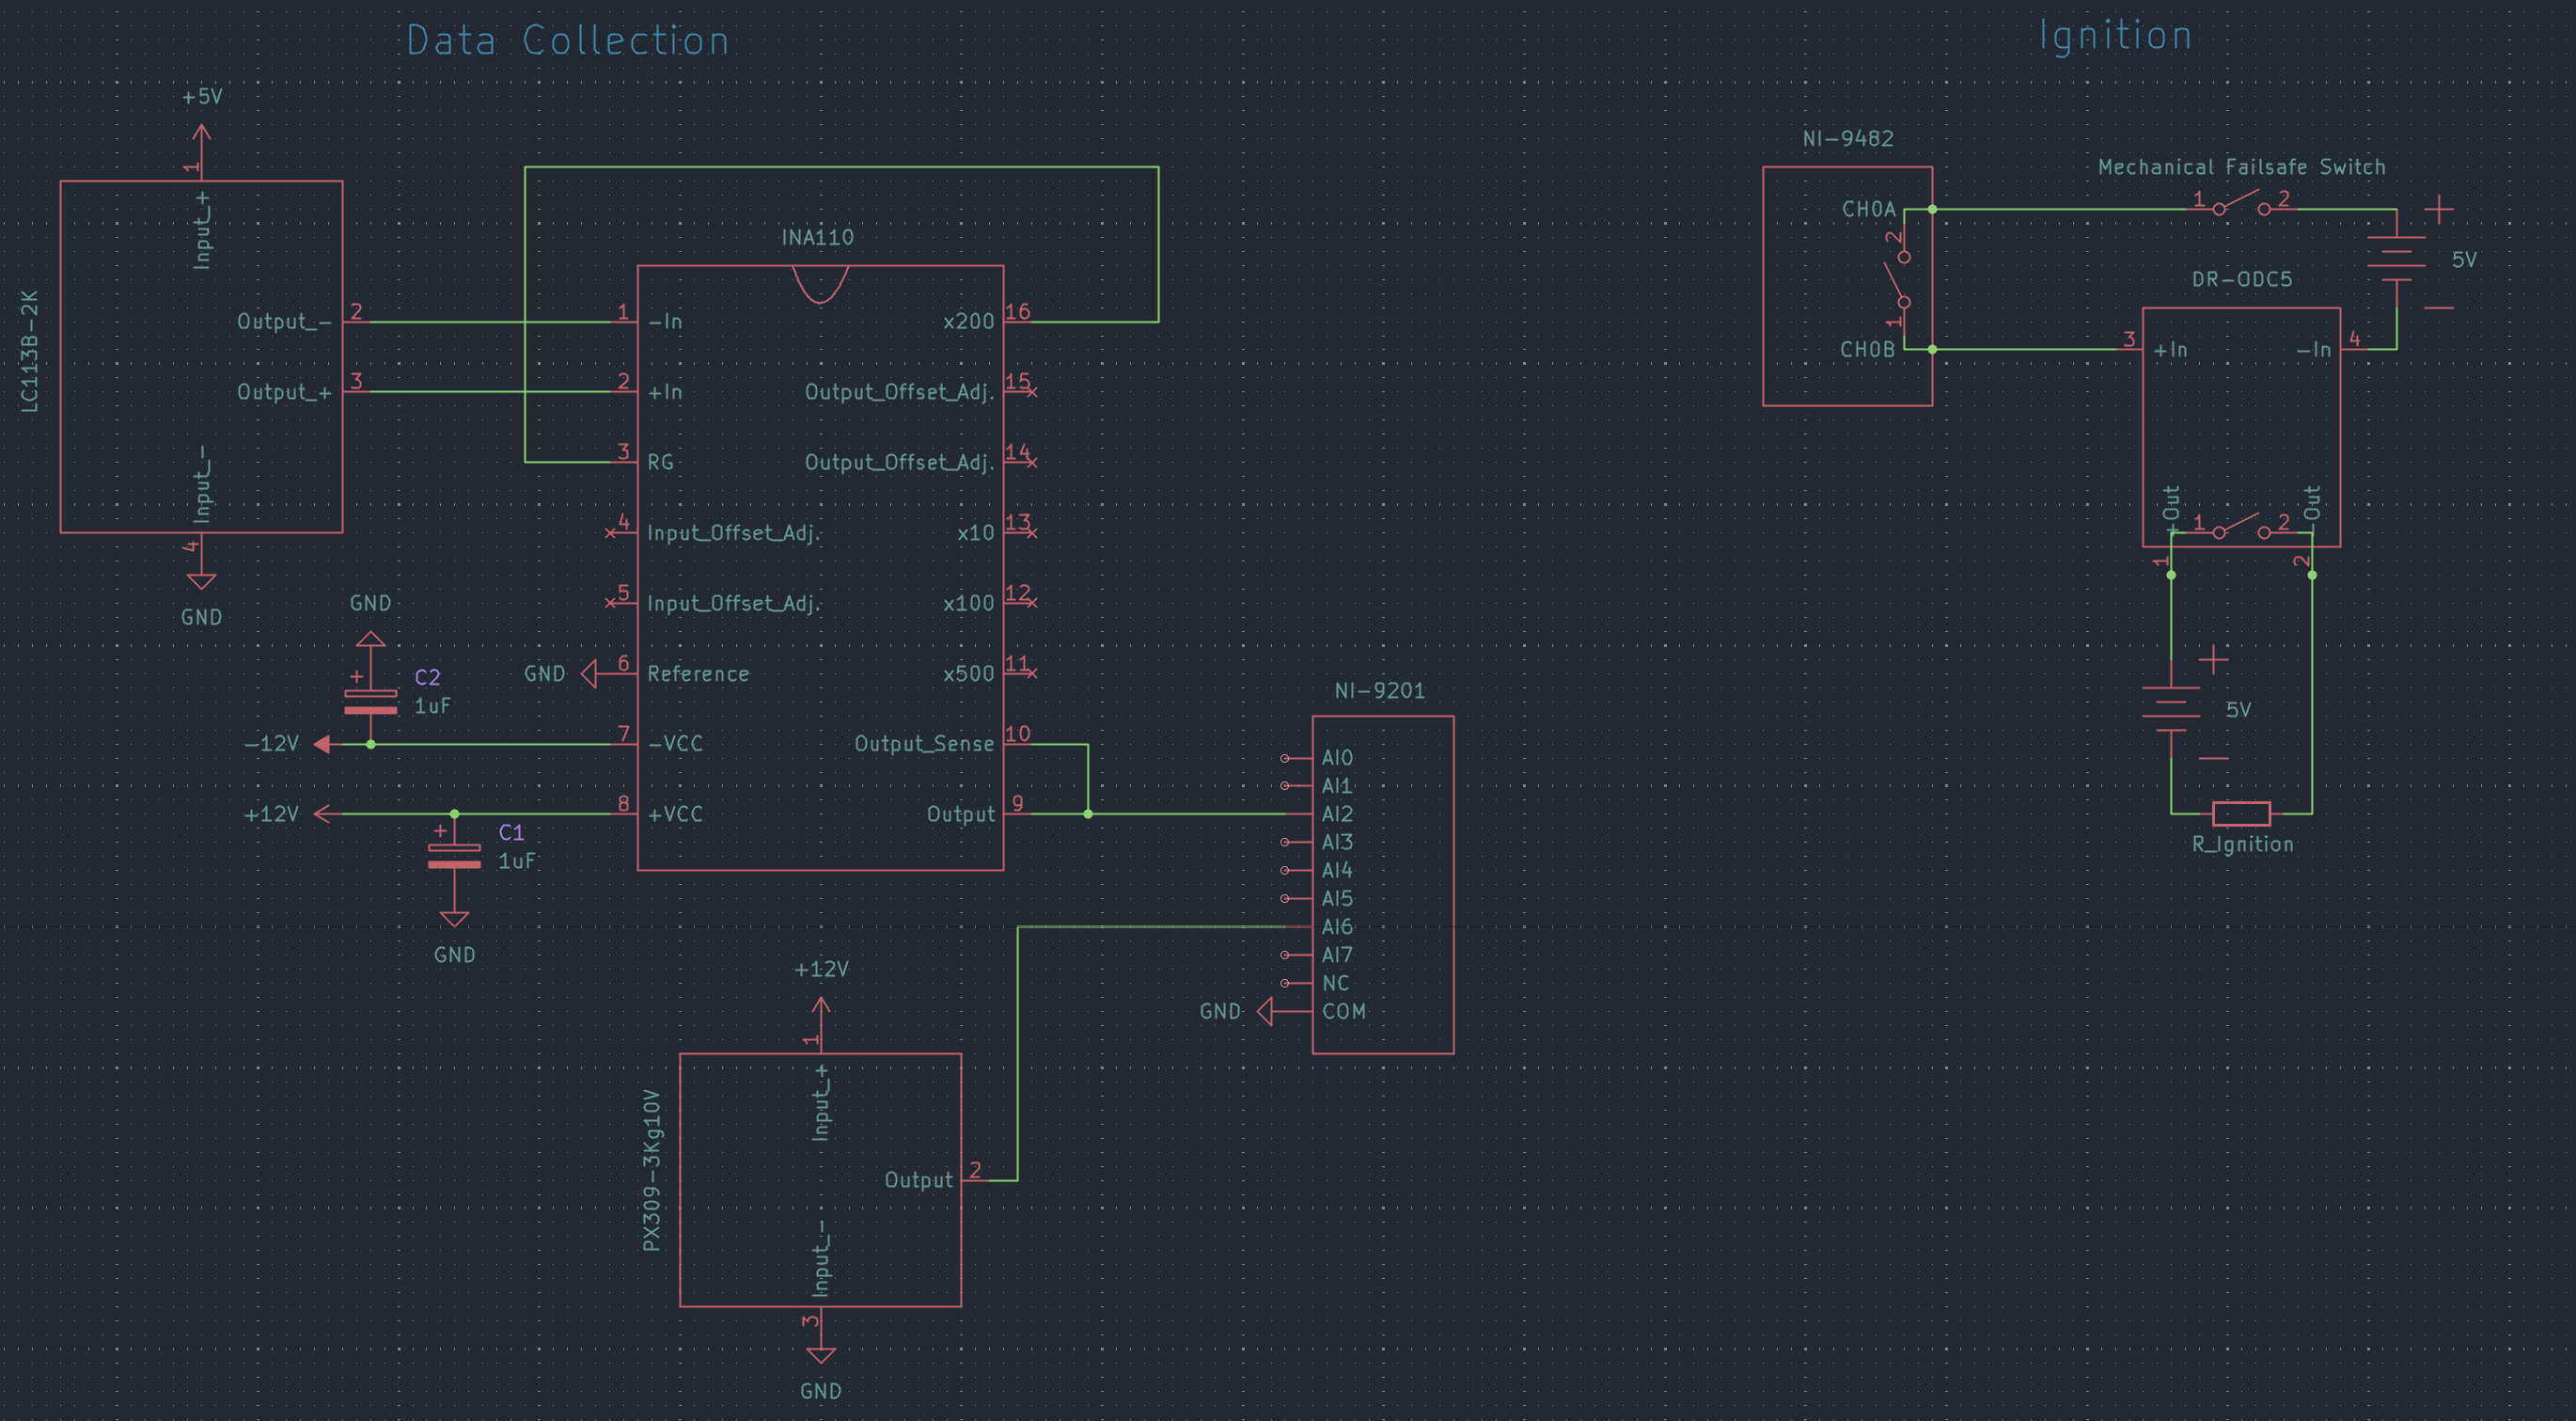 Data Collection
Ignition
+5V
1
Input_+
LC113B-2K
Output_-
2
Output_+
3
Input_-
4
GND
INA110
1
-In
2
+In
3
RG
4
Input_Offset_Adj.
5
Input_Offset_Adj.
GND
6
Reference
-12V
7
-VCC
+12V
8
+VCC
x200
16
Output_Offset_Adj.
15
Output_Offset_Adj.
14
x10
13
x100
12
x500
11
Output_Sense
10
Output
9
GND
+
C2
1uF
+
C1
1uF
GND
NI-9201
AI0
AI1
AI2
AI3
AI4
AI5
AI6
AI7
NC
GND
COM
+12V
1
Input_+
PX309-3Kg10V
Output
2
Input_-
3
GND
NI-9482
CH0A
2
1
CH0B
Mechanical Failsafe Switch
1
2
+
5V
-
DR-ODC5
3
+In
-In
4
+Out
1
2
-Out
1
2
+
5V
-
R_Ignition